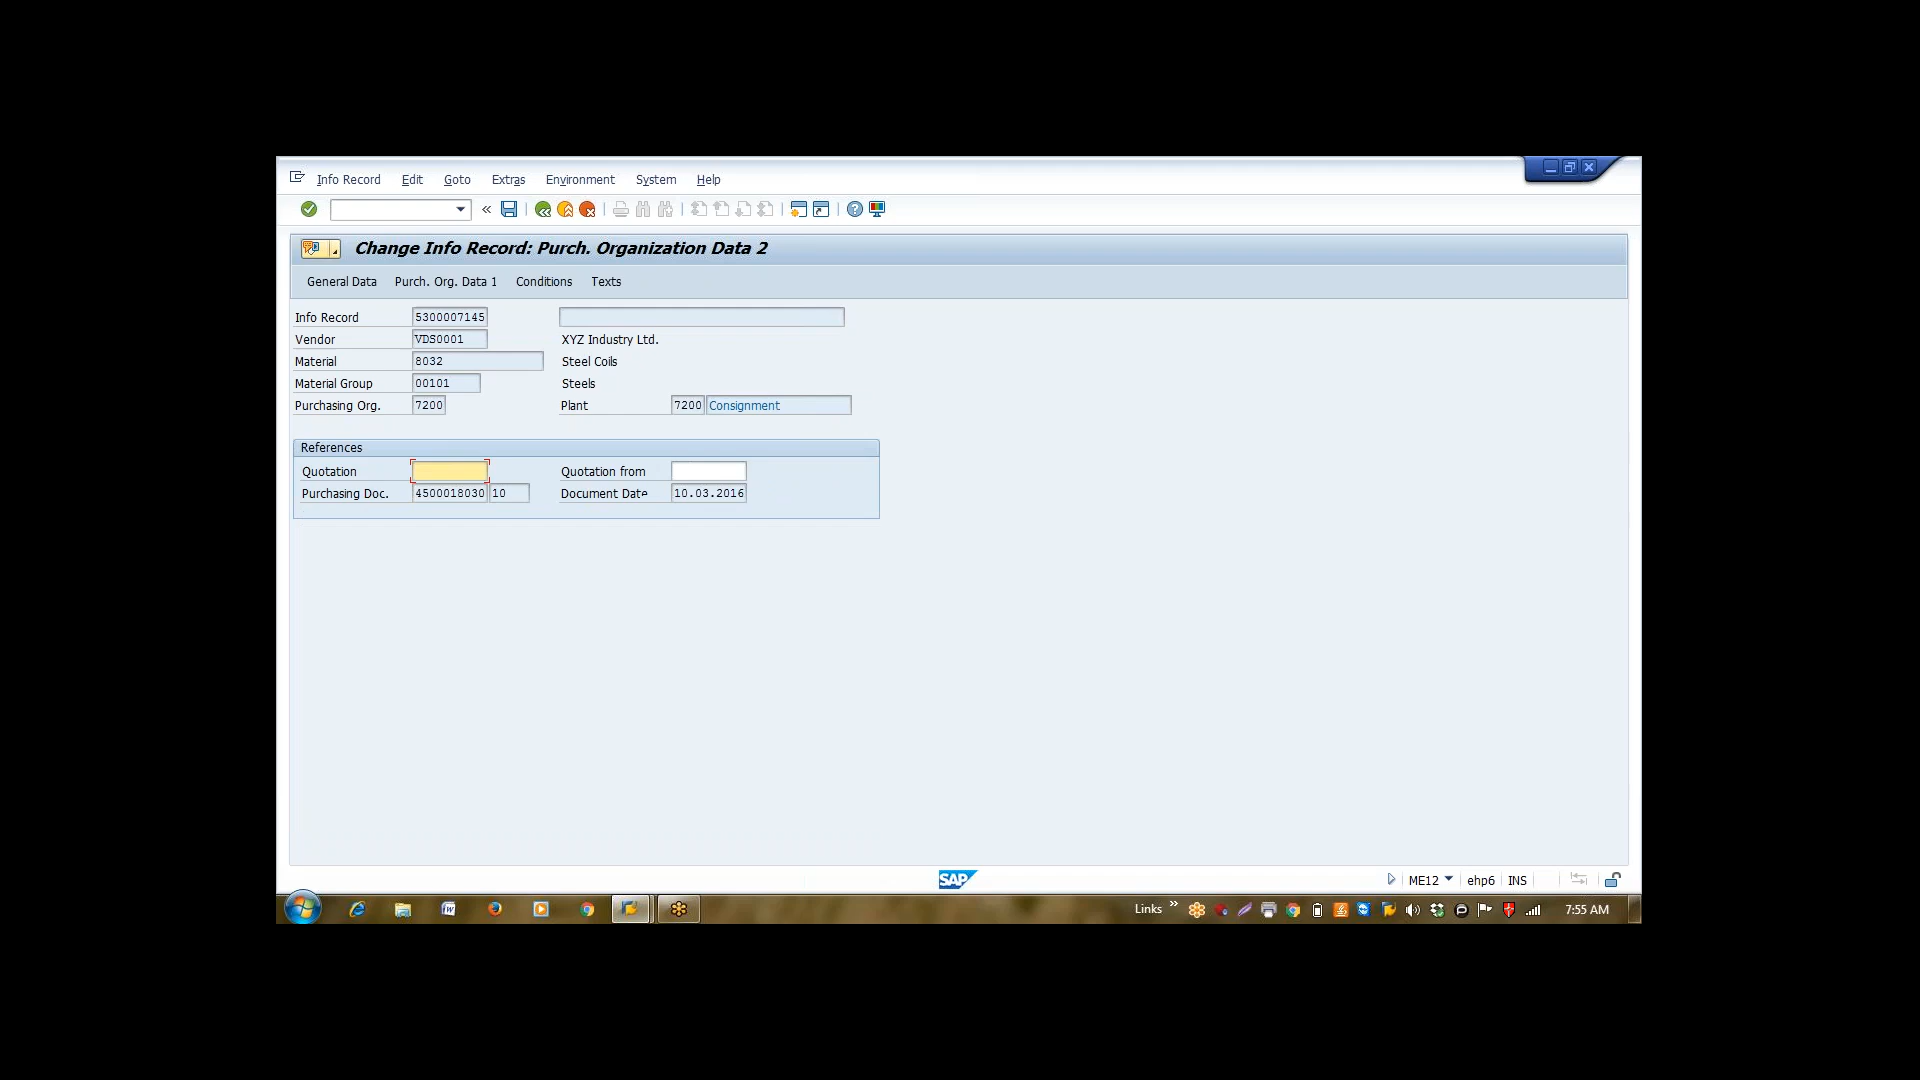 Info Record Edit Goto Extras Environment System Help
«
Change Info Record: Purch. Organization Data 2
General Data Purch. Org. Data 1 Conditions Texts
Info Record 5300007145
Vendor VDS0001 XYZ Industry Ltd.
Material 8032 Steel Coils
Material Group 00101 Steels
Purchasing Org. 7200 Plant 7200 Consignment
References
Quotation Quotation from
Purchasing Doc. 4500018030 10 Document Date 10.03.2016
SAP
ME12 ehp6 INS
Links » 7:55 AM